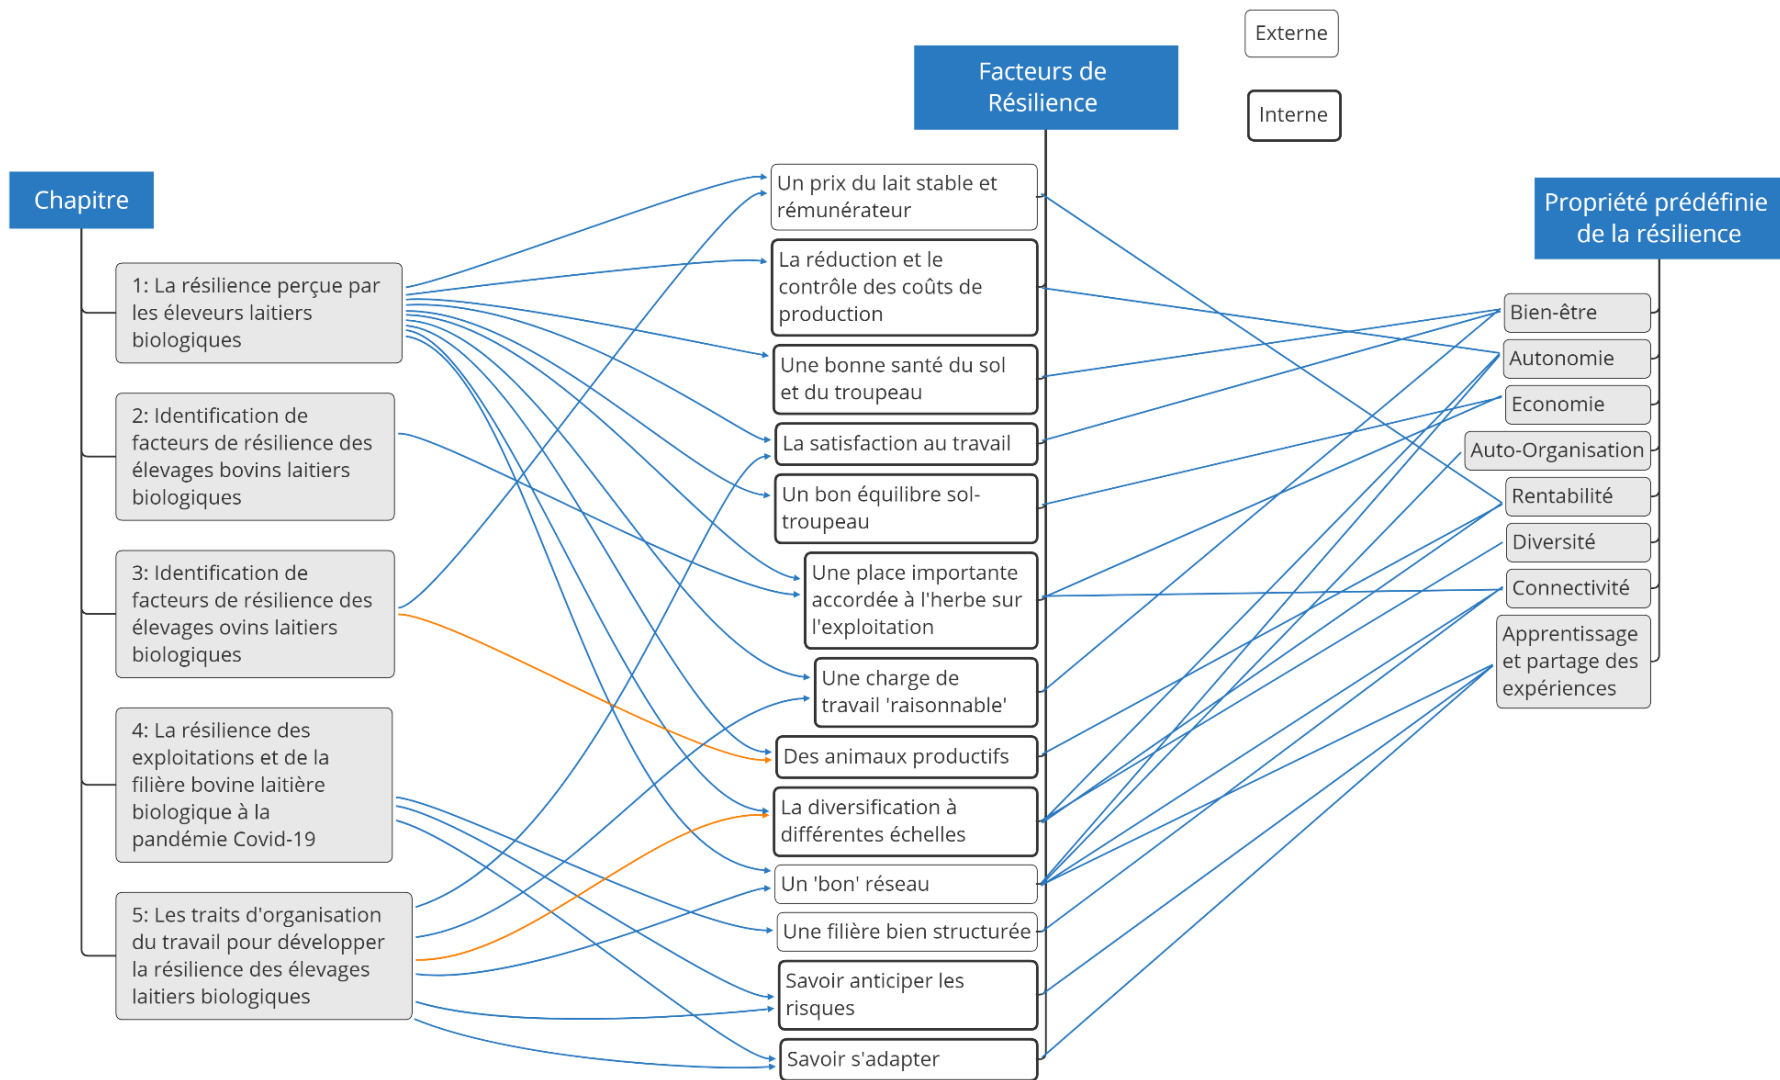 Externe
Interne
Facteurs de
Résilience
Chapitre
Propriété prédéfinie
de la résilience
1: La résilience perçue par
les éleveurs laitiers
biologiques
2: Identification de
facteurs de résilience des
élevages bovins laitiers
biologiques
3: Identification de
facteurs de résilience des
élevages ovins laitiers
biologiques
4: La résilience des
exploitations et de la
filière bovine laitière
biologique à la
pandémie Covid-19
5: Les traits d'organisation
du travail pour développer
la résilience des élevages
laitiers biologiques
Un prix du lait stable et
rémunérateur
La réduction et le
contrôle des coûts de
production
Une bonne santé du sol
et du troupeau
La satisfaction au travail
Un bon équilibre sol-
troupeau
Une place importante
accordée à l'herbe sur
l'exploitation
Une charge de
travail 'raisonnable'
Des animaux productifs
La diversification à
différentes échelles
Un 'bon' réseau
Une filière bien structurée
Savoir anticiper les
risques
Savoir s'adapter
Bien-être
Autonomie
Economie
Auto-Organisation
Rentabilité
Diversité
Connectivité
Apprentissage
et partage des
expériences